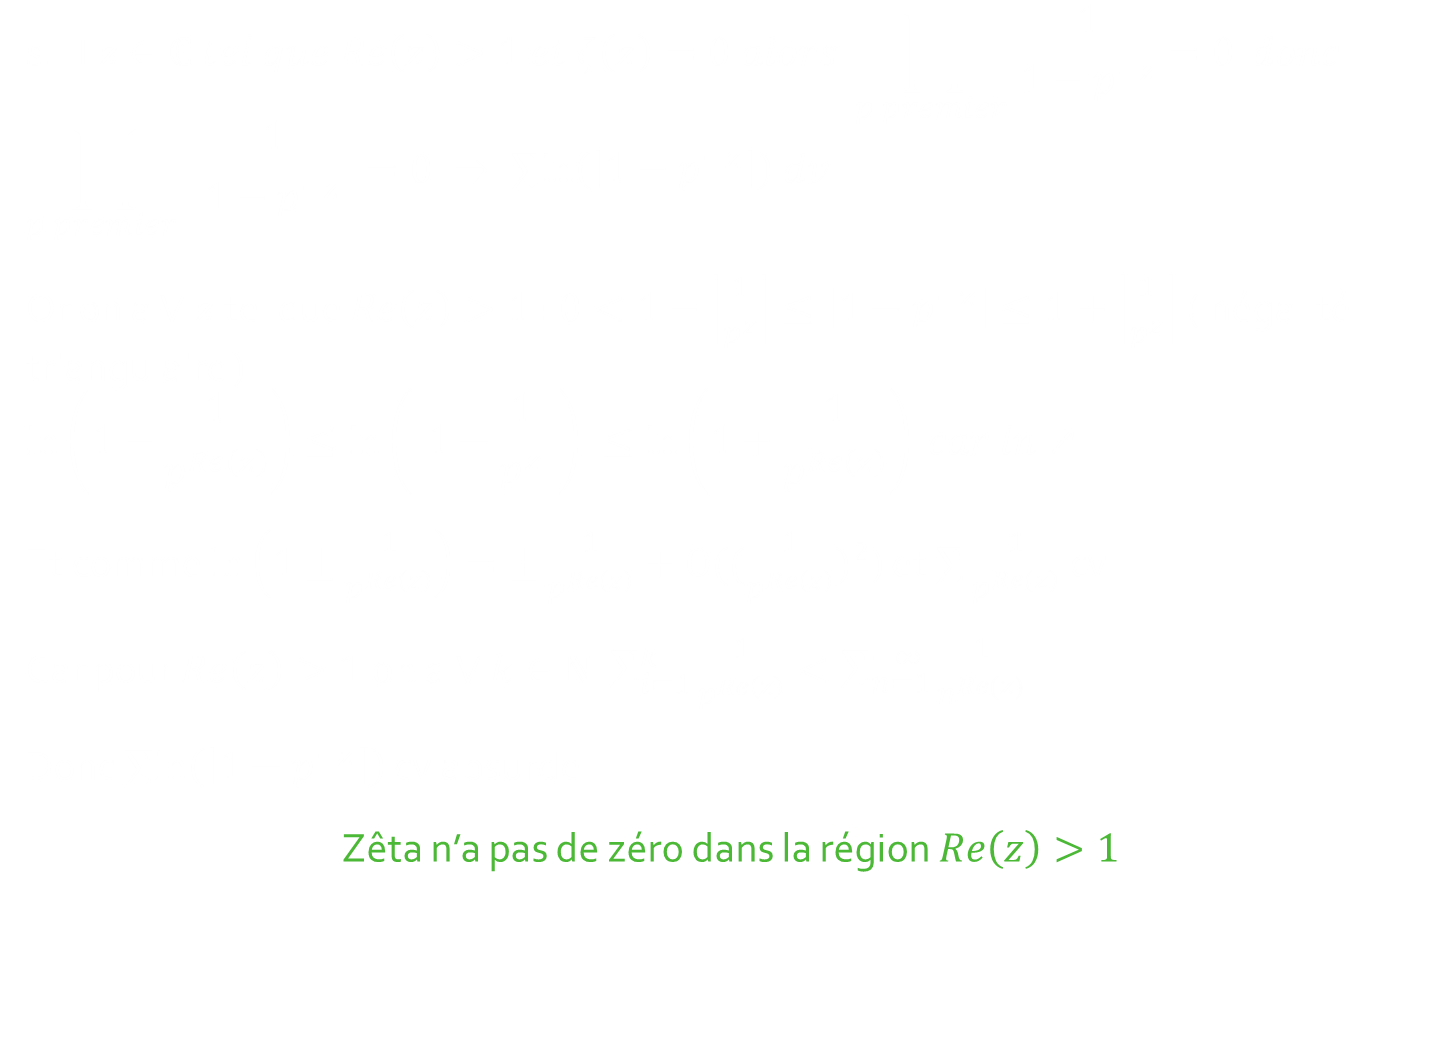 Zêta n’a pas de zéro dans la région 𝑅𝑒(𝑧) > 1